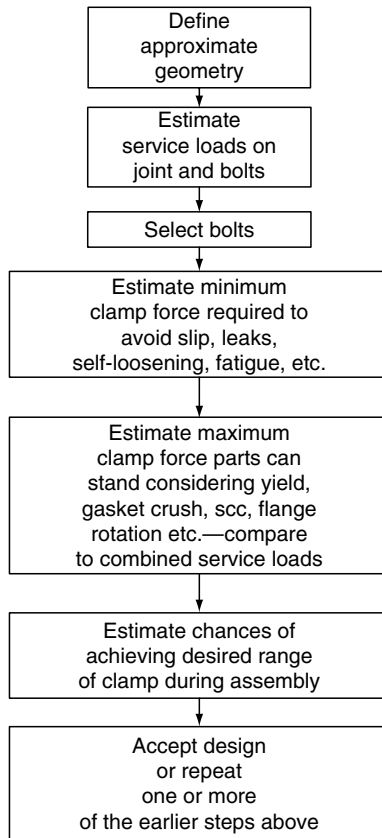 Define
approximate
geometry
Estimate
service loads on
joint and bolts
Select bolts
Estimate minimum
clamp force required to
avoid slip, leaks,
self-loosening, fatigue, etc.
Estimate maximum
clamp force parts can
stand considering yield,
gasket crush, scc, flange
rotation etc.—compare
to combined service loads
Estimate chances of
achieving desired range
of clamp during assembly
Accept design
or repeat
one or more
of the earlier steps above